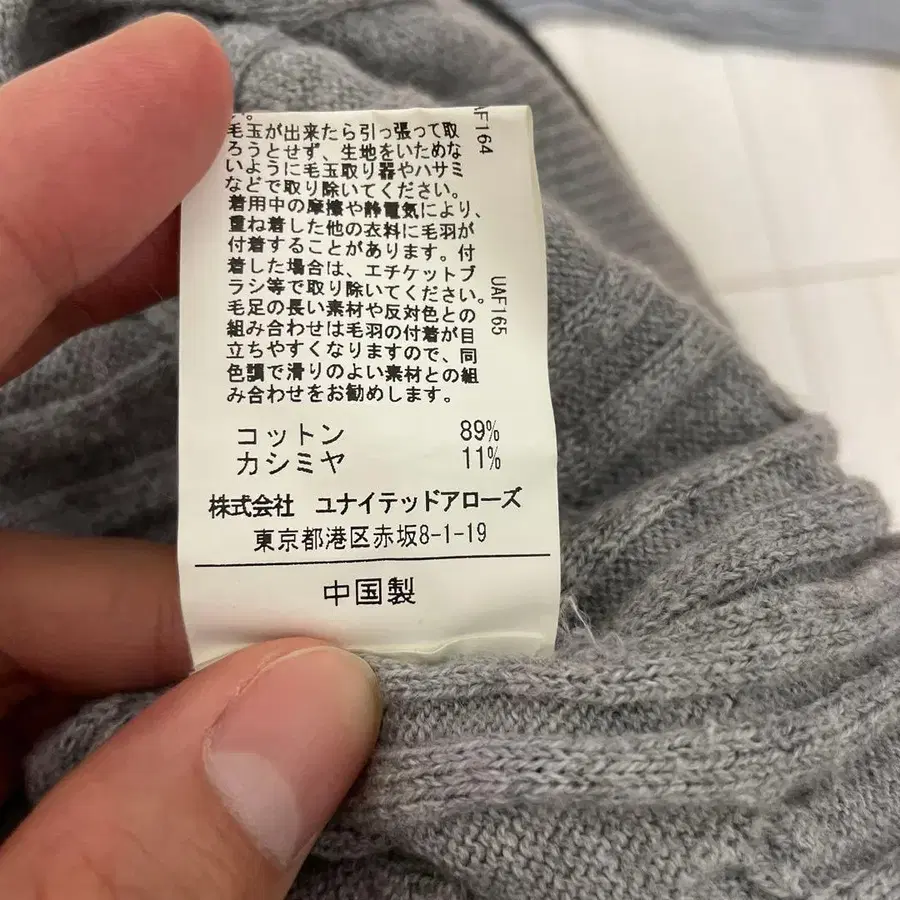 毛玉が出来たら引っ張って取
ろうとせず、生地をいためな
いように毛玉取り器やハサミ
などで取り除いてください。
着用中の摩擦や静電気により、
重ね着した他の衣料に毛羽が
付着することがあります。付
着した場合は、エチケットブ
ラシ等で取り除いてください。
毛足の長い素材や反対色との
組み合わせは毛羽の付着が目
立ちやすくなりますので、同
色調で滑りのよい素材との組
み合わせをお勧めします。
AF164
UAF165
コットン 89%
カシミヤ 11%
株式会社 ユナイテッドアローズ
東京都港区赤坂8-1-19
中国製